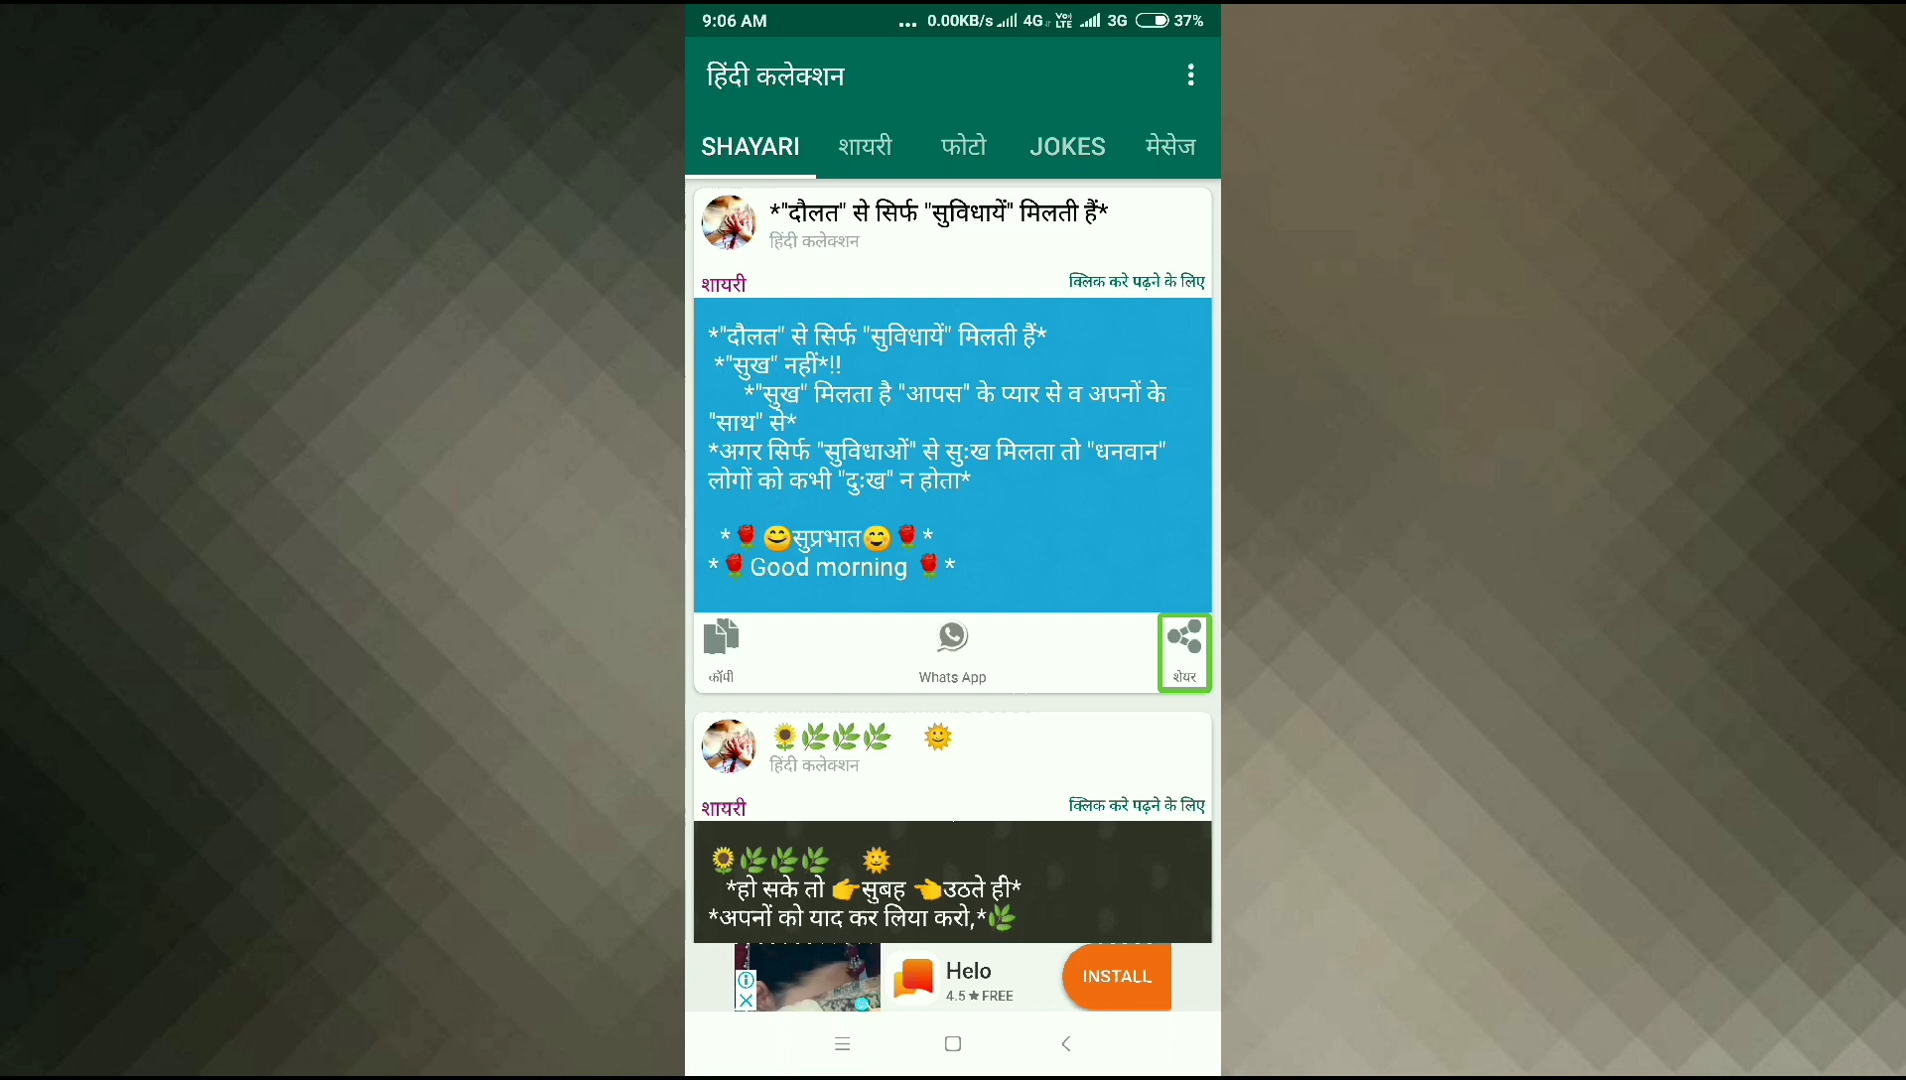 9:06 AM ... 0.00KB/s 4G Vo) LTE 3G 37%
हिंदी कलेक्शन
SHAYARI शायरी फोटो JOKES मेसेज
*"दौलत" से सिर्फ "सुविधायें" मिलती हैं*
हिंदी कलेक्शन
शायरी क्लिक करे पढ़ने के लिए
*"दौलत" से सिर्फ "सुविधायें" मिलती हैं*
*"सुख" नहीं*!!
*"सुख" मिलता है "आपस" के प्यार से व अपनों के
"साथ" से*
*अगर सिर्फ "सुविधाओं" से सुःख मिलता तो "धनवान"
लोगों को कभी "दुःख" न होता*
*🌹😊सुप्रभात😊🌹*
*🌹Good morning 🌹*
कॉपी Whats App शेयर
🌻🌿🌿🌿 🌞
हिंदी कलेक्शन
शायरी क्लिक करे पढ़ने के लिए
🌻🌿🌿🌿 🌞
*हो सके तो 👉सुबह 👈उठते ही*
*अपनों को याद कर लिया करो,*🌿
Helo
4.5★FREE
INSTALL